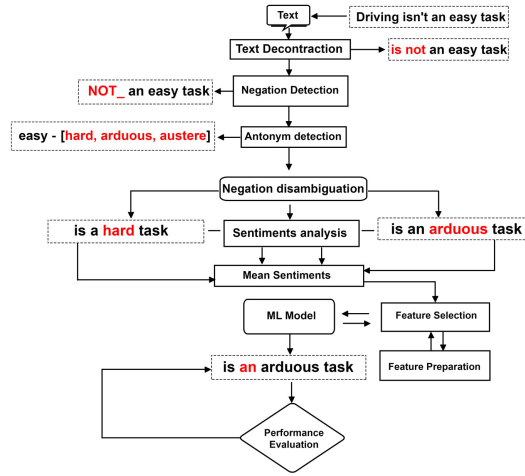 Text
Driving isn't an easy task
Text Decontraction
is not an easy task
NOT_ an easy task
Negation Detection
easy - [hard, arduous, austere]
Antonym detection
Negation disambiguation
is a hard task
Sentiments analysis
is an arduous task
Mean Sentiments
ML Model
Feature Selection
is an arduous task
Feature Preparation
Performance
Evaluation